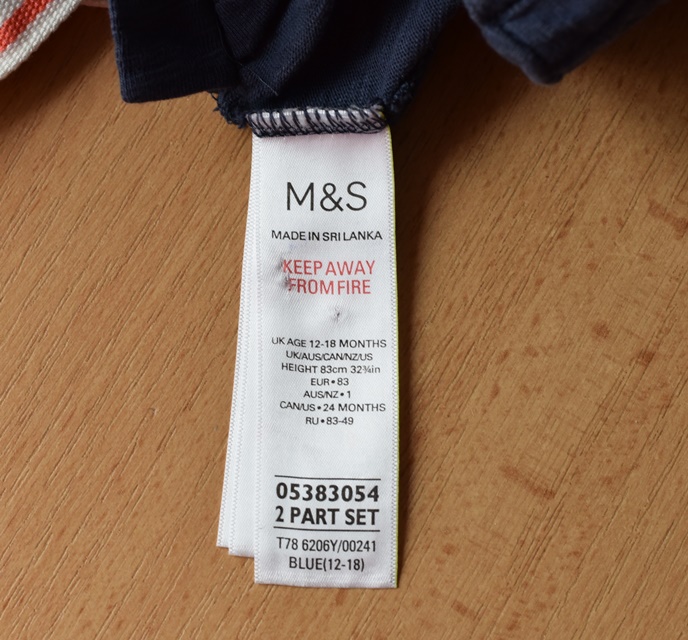 M&S
MADE IN SRI LANKA
KEEP AWAY
FROM FIRE
UK AGE 12-18 MONTHS
UK/AUS/CAN/NZ/US
HEIGHT 83cm 32¾in
EUR•83
AUS/NZ•1
CAN/US•24 MONTHS
RU•83-49
05383054
2 PART SET
T78 6206Y/00241
BLUE(12-18)